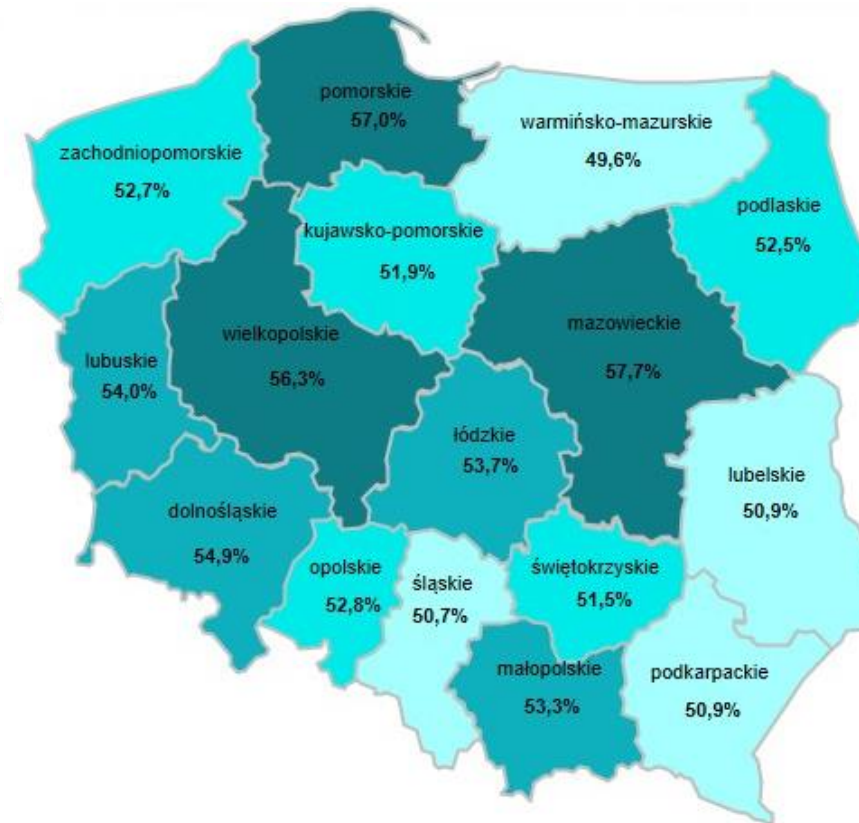 pomorskie
57,0%
warmińsko-mazurskie
49,6%
zachodniopomorskie
52,7%
podlaskie
52,5%
kujawsko-pomorskie
51,9%
mazowieckie
57,7%
wielkopolskie
56,3%
lubuskie
54,0%
łódzkie
53,7%
lubelskie
50,9%
dolnośląskie
54,9%
opolskie
52,8%
śląskie
50,7%
świętokrzyskie
51,5%
małopolskie
53,3%
podkarpackie
50,9%